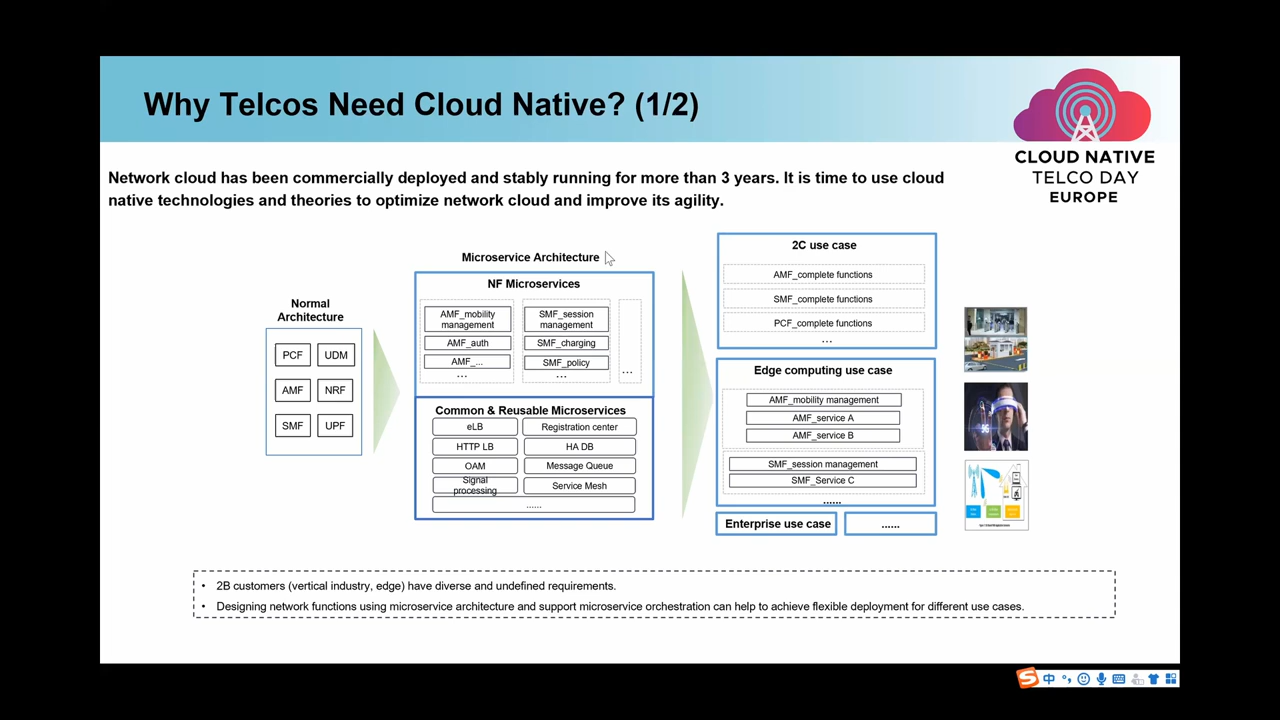 Why Telcos Need Cloud Native? (1/2)
CLOUD NATIVE
TELCO DAY
EUROPE
Network cloud has been commercially deployed and stably running for more than 3 years. It is time to use cloud
native technologies and theories to optimize network cloud and improve its agility.
Normal
Architecture
PCF UDM
AMF NRF
SMF UPF
Microservice Architecture
NF Microservices
AMF_mobility
management
AMF_auth
AMF_...
...
SMF_session
management
SMF_charging
SMF_policy
...
...
Common & Reusable Microservices
eLB Registration center
HTTP LB HA DB
OAM Message Queue
Signal
processing
Service Mesh
......
2C use case
AMF_complete functions
SMF_complete functions
PCF_complete functions
...
Edge computing use case
AMF_mobility management
AMF_service A
AMF_service B
SMF_session management
SMF_Service C
......
Enterprise use case
......
5G
• 2B customers (vertical industry, edge) have diverse and undefined requirements.
• Designing network functions using microservice architecture and support microservice orchestration can help to achieve flexible deployment for different use cases.
S 中